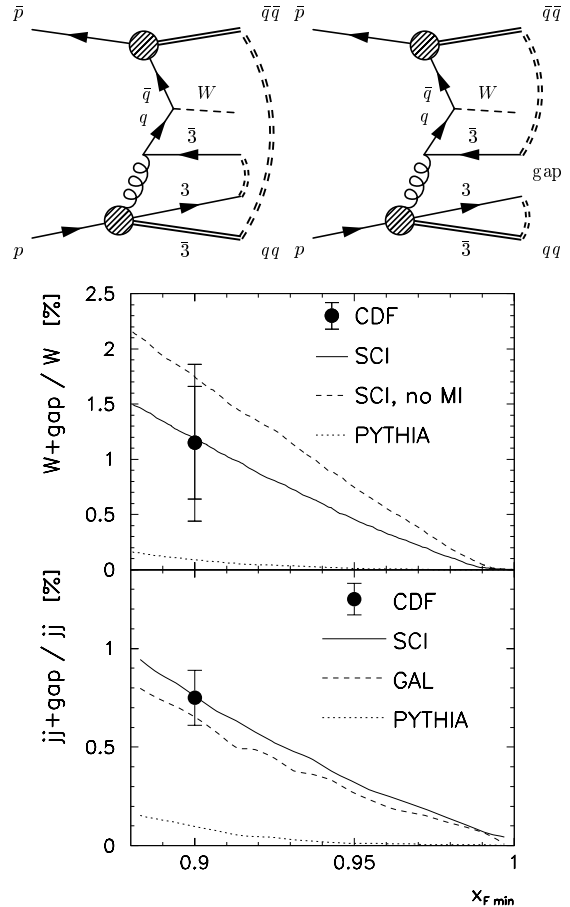 p̄ q̄q̄ p̄ q̄q̄
q̄ W q̄ W
q q
3̄ 3̄
gap
3 3
p 3̄ qq p 3̄ qq
W+gap / W [%]
2.5
2
1.5
1
0.5
0
CDF
SCI
SCI, no MI
PYTHIA
jj+gap / jj [%]
1
0.5
0
CDF
SCI
GAL
PYTHIA
0.9 0.95 1
x_F min